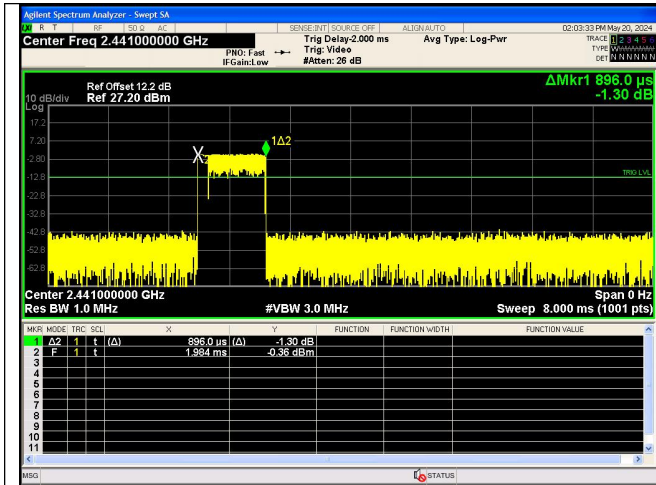 Agilent Spectrum Analyzer - Swept SA
R T RF 50 Ω AC SENSE:INT SOURCE OFF ALIGN AUTO 02:03:33 PM May 20, 2024
Center Freq 2.441000000 GHz
PNO: Fast
IFGain:Low
Trig Delay-2.000 ms
Trig: Video
#Atten: 26 dB
Avg Type: Log-Pwr
TRACE 1 2 3 4 5 6
TYPE
DET N N N N N N
ΔMkr1 896.0 µs
-1.30 dB
Ref Offset 12.2 dB
10 dB/div Ref 27.20 dBm
Log
17.2
7.20
-2.80
-12.8
-22.8
-32.8
-42.8
-52.8
-62.8
1Δ2
X2
TRIG LVL
Center 2.441000000 GHz Span 0 Hz
Res BW 1.0 MHz #VBW 3.0 MHz Sweep 8.000 ms (1001 pts)
MKR MODE TRC SCL X Y FUNCTION FUNCTION WIDTH FUNCTION VALUE
1 Δ2 1 t (Δ) 896.0 µs (Δ) -1.30 dB
2 F 1 t 1.984 ms -0.36 dBm
3
4
5
6
7
8
9
10
11
MSG STATUS